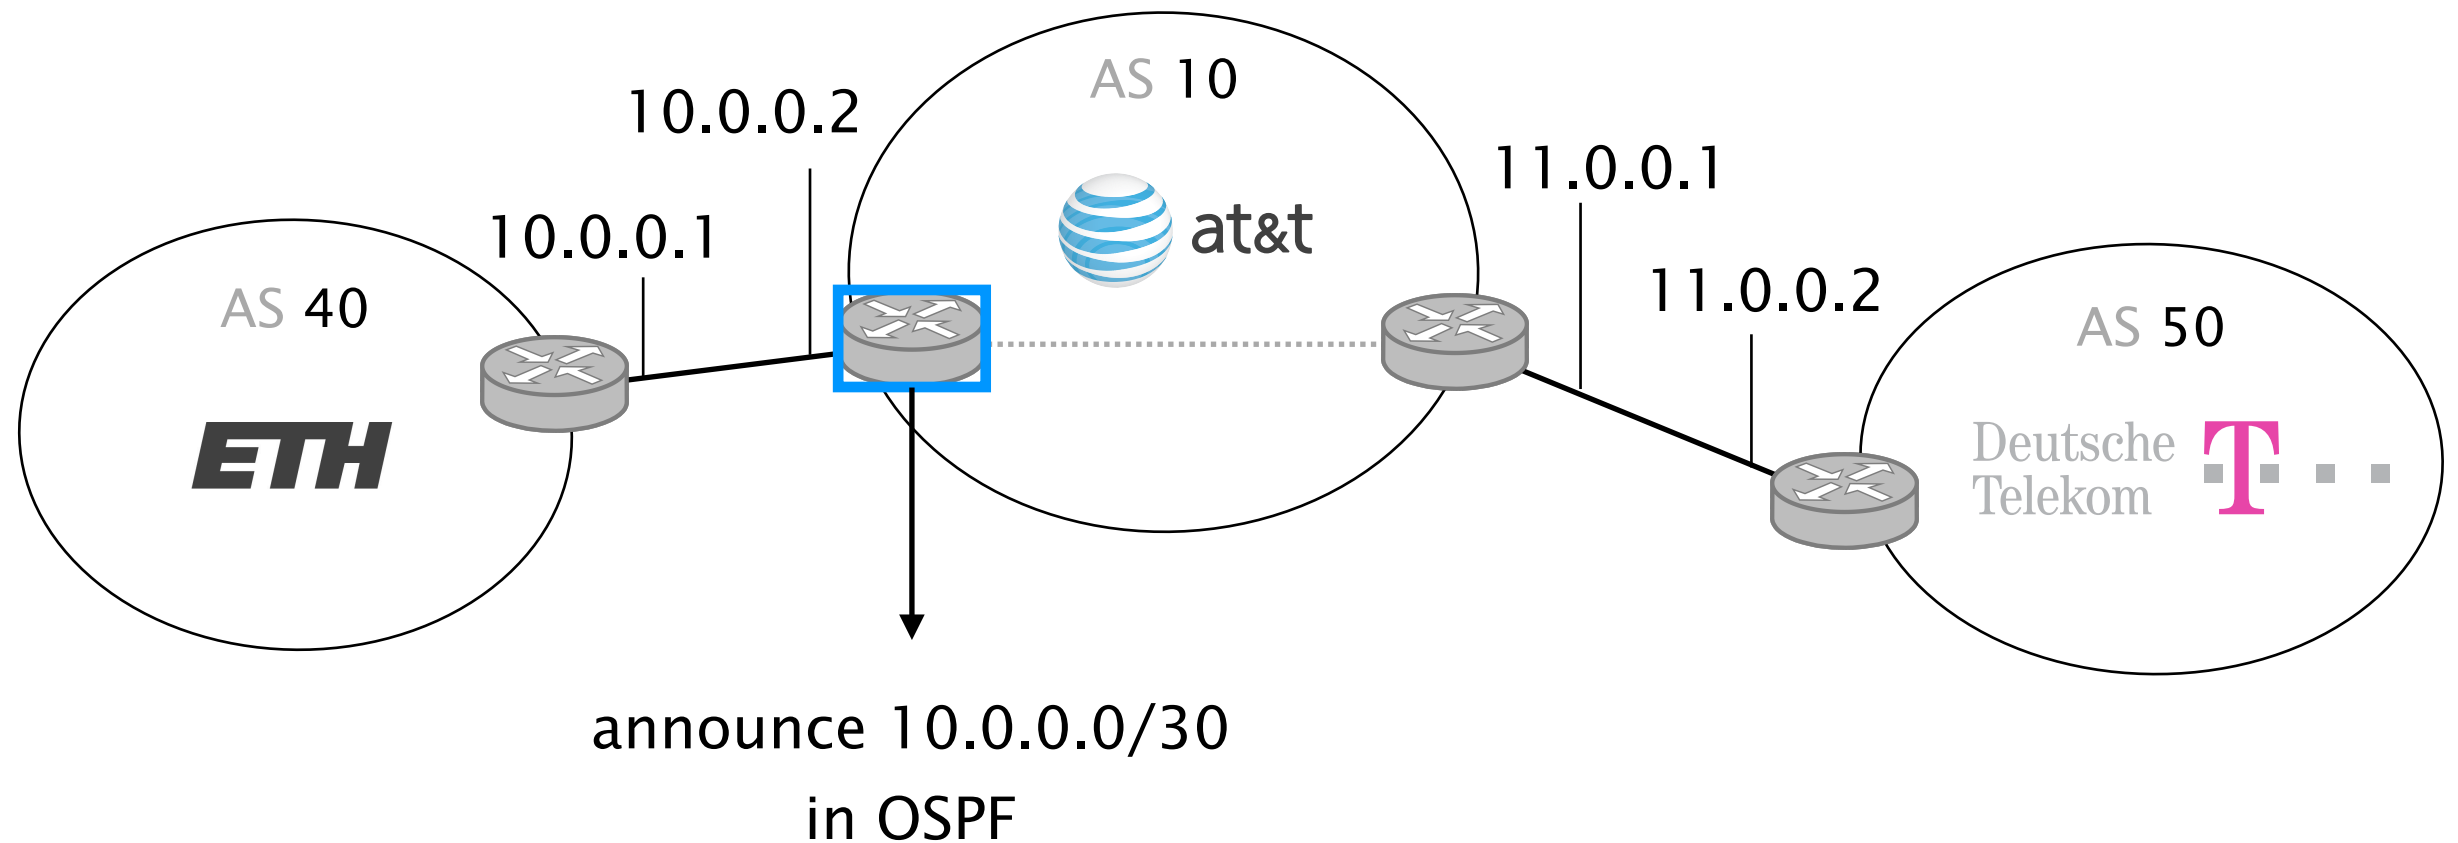 AS 10
10.0.0.2
11.0.0.1
at&t
10.0.0.1
11.0.0.2
AS 40
AS 50
ETH
Deutsche
Telekom
T
announce 10.0.0.0/30
in OSPF